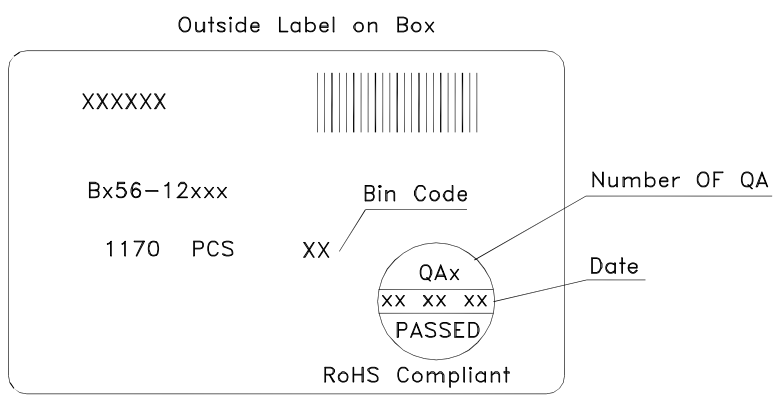 Outside Label on Box
XXXXXX
Bx56-12xxx
Bin Code
Number OF QA
1170 PCS XX
QAx
Date
xx xx xx
PASSED
RoHS Compliant